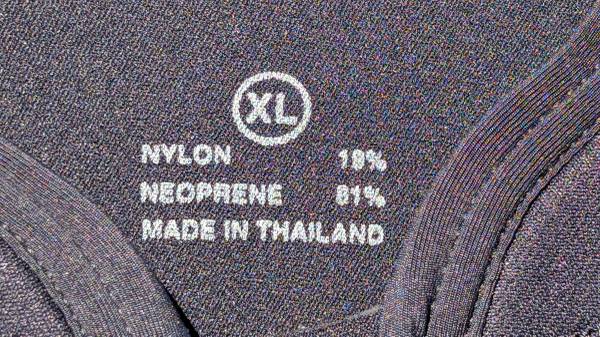 XL
NYLON 19%
NEOPRENE 81%
MADE IN THAILAND